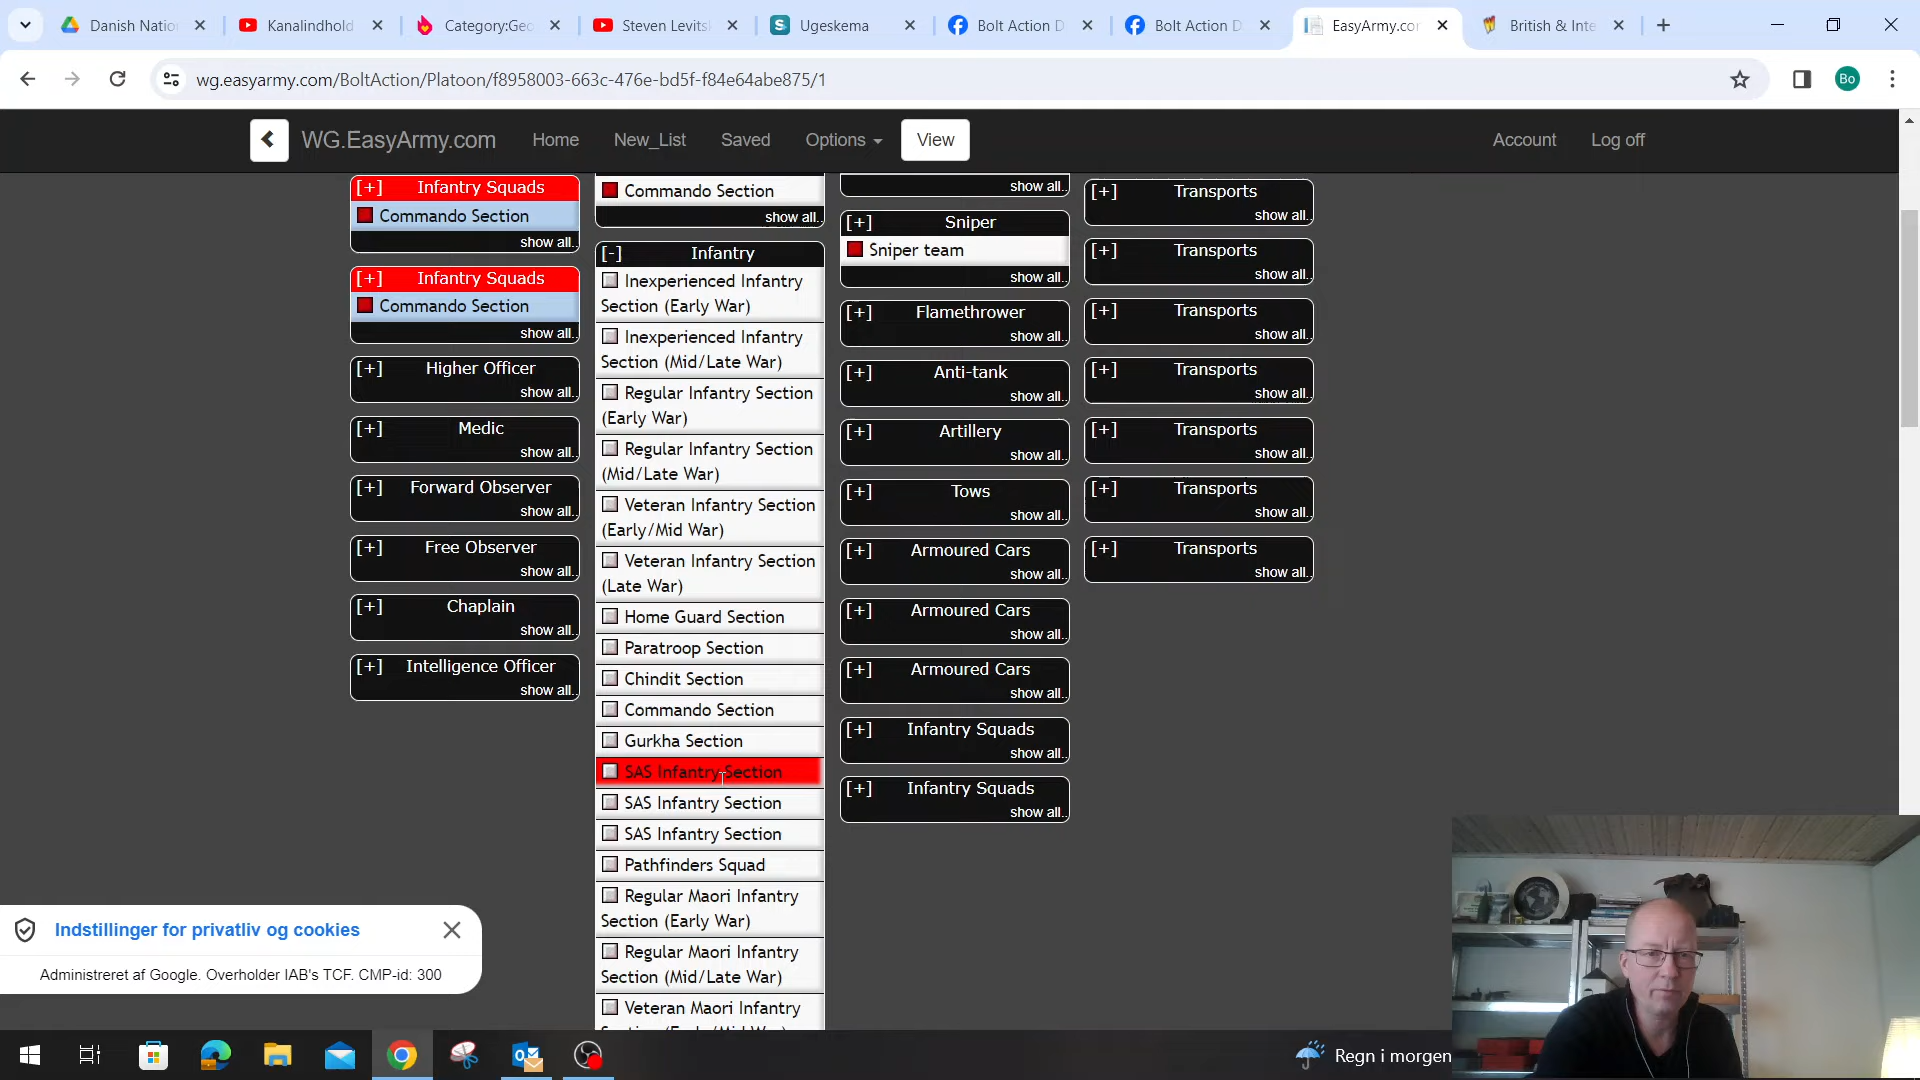 Danish Natio
Kanalindhold
Category:Geo
Steven Levits
Ugeskema
Bolt Action D
Bolt Action D
EasyArmy.co
British & Inte
wg.easyarmy.com/BoltAction/Platoon/f8958003-663c-476e-bd5f-f84e64abe875/1
Bo
WG.EasyArmy.com
Home
New_List
Saved
Options
View
Account
Log off
[+] Infantry Squads
Commando Section
show all..
[+] Infantry Squads
Commando Section
show all..
[+] Higher Officer
show all..
[+] Medic
show all..
[+] Forward Observer
show all..
[+] Free Observer
show all..
[+] Chaplain
show all..
[+] Intelligence Officer
show all..
Commando Section
show all..
[-] Infantry
Inexperienced Infantry
Section (Early War)
Inexperienced Infantry
Section (Mid/Late War)
Regular Infantry Section
(Early War)
Regular Infantry Section
(Mid/Late War)
Veteran Infantry Section
(Early/Mid War)
Veteran Infantry Section
(Late War)
Home Guard Section
Paratroop Section
Chindit Section
Commando Section
Gurkha Section
SAS Infantry Section
SAS Infantry Section
SAS Infantry Section
Pathfinders Squad
Regular Maori Infantry
Section (Early War)
Regular Maori Infantry
Section (Mid/Late War)
Veteran Maori Infantry
show all..
[+] Sniper
Sniper team
show all..
[+] Flamethrower
show all..
[+] Anti-tank
show all..
[+] Artillery
show all..
[+] Tows
show all..
[+] Armoured Cars
show all..
[+] Armoured Cars
show all..
[+] Armoured Cars
show all..
[+] Infantry Squads
show all..
[+] Infantry Squads
show all..
[+] Transports
show all..
[+] Transports
show all..
[+] Transports
show all..
[+] Transports
show all..
[+] Transports
show all..
[+] Transports
show all..
[+] Transports
show all..
Indstillinger for privatliv og cookies
Administreret af Google. Overholder IAB's TCF. CMP-id: 300
Regn i morgen